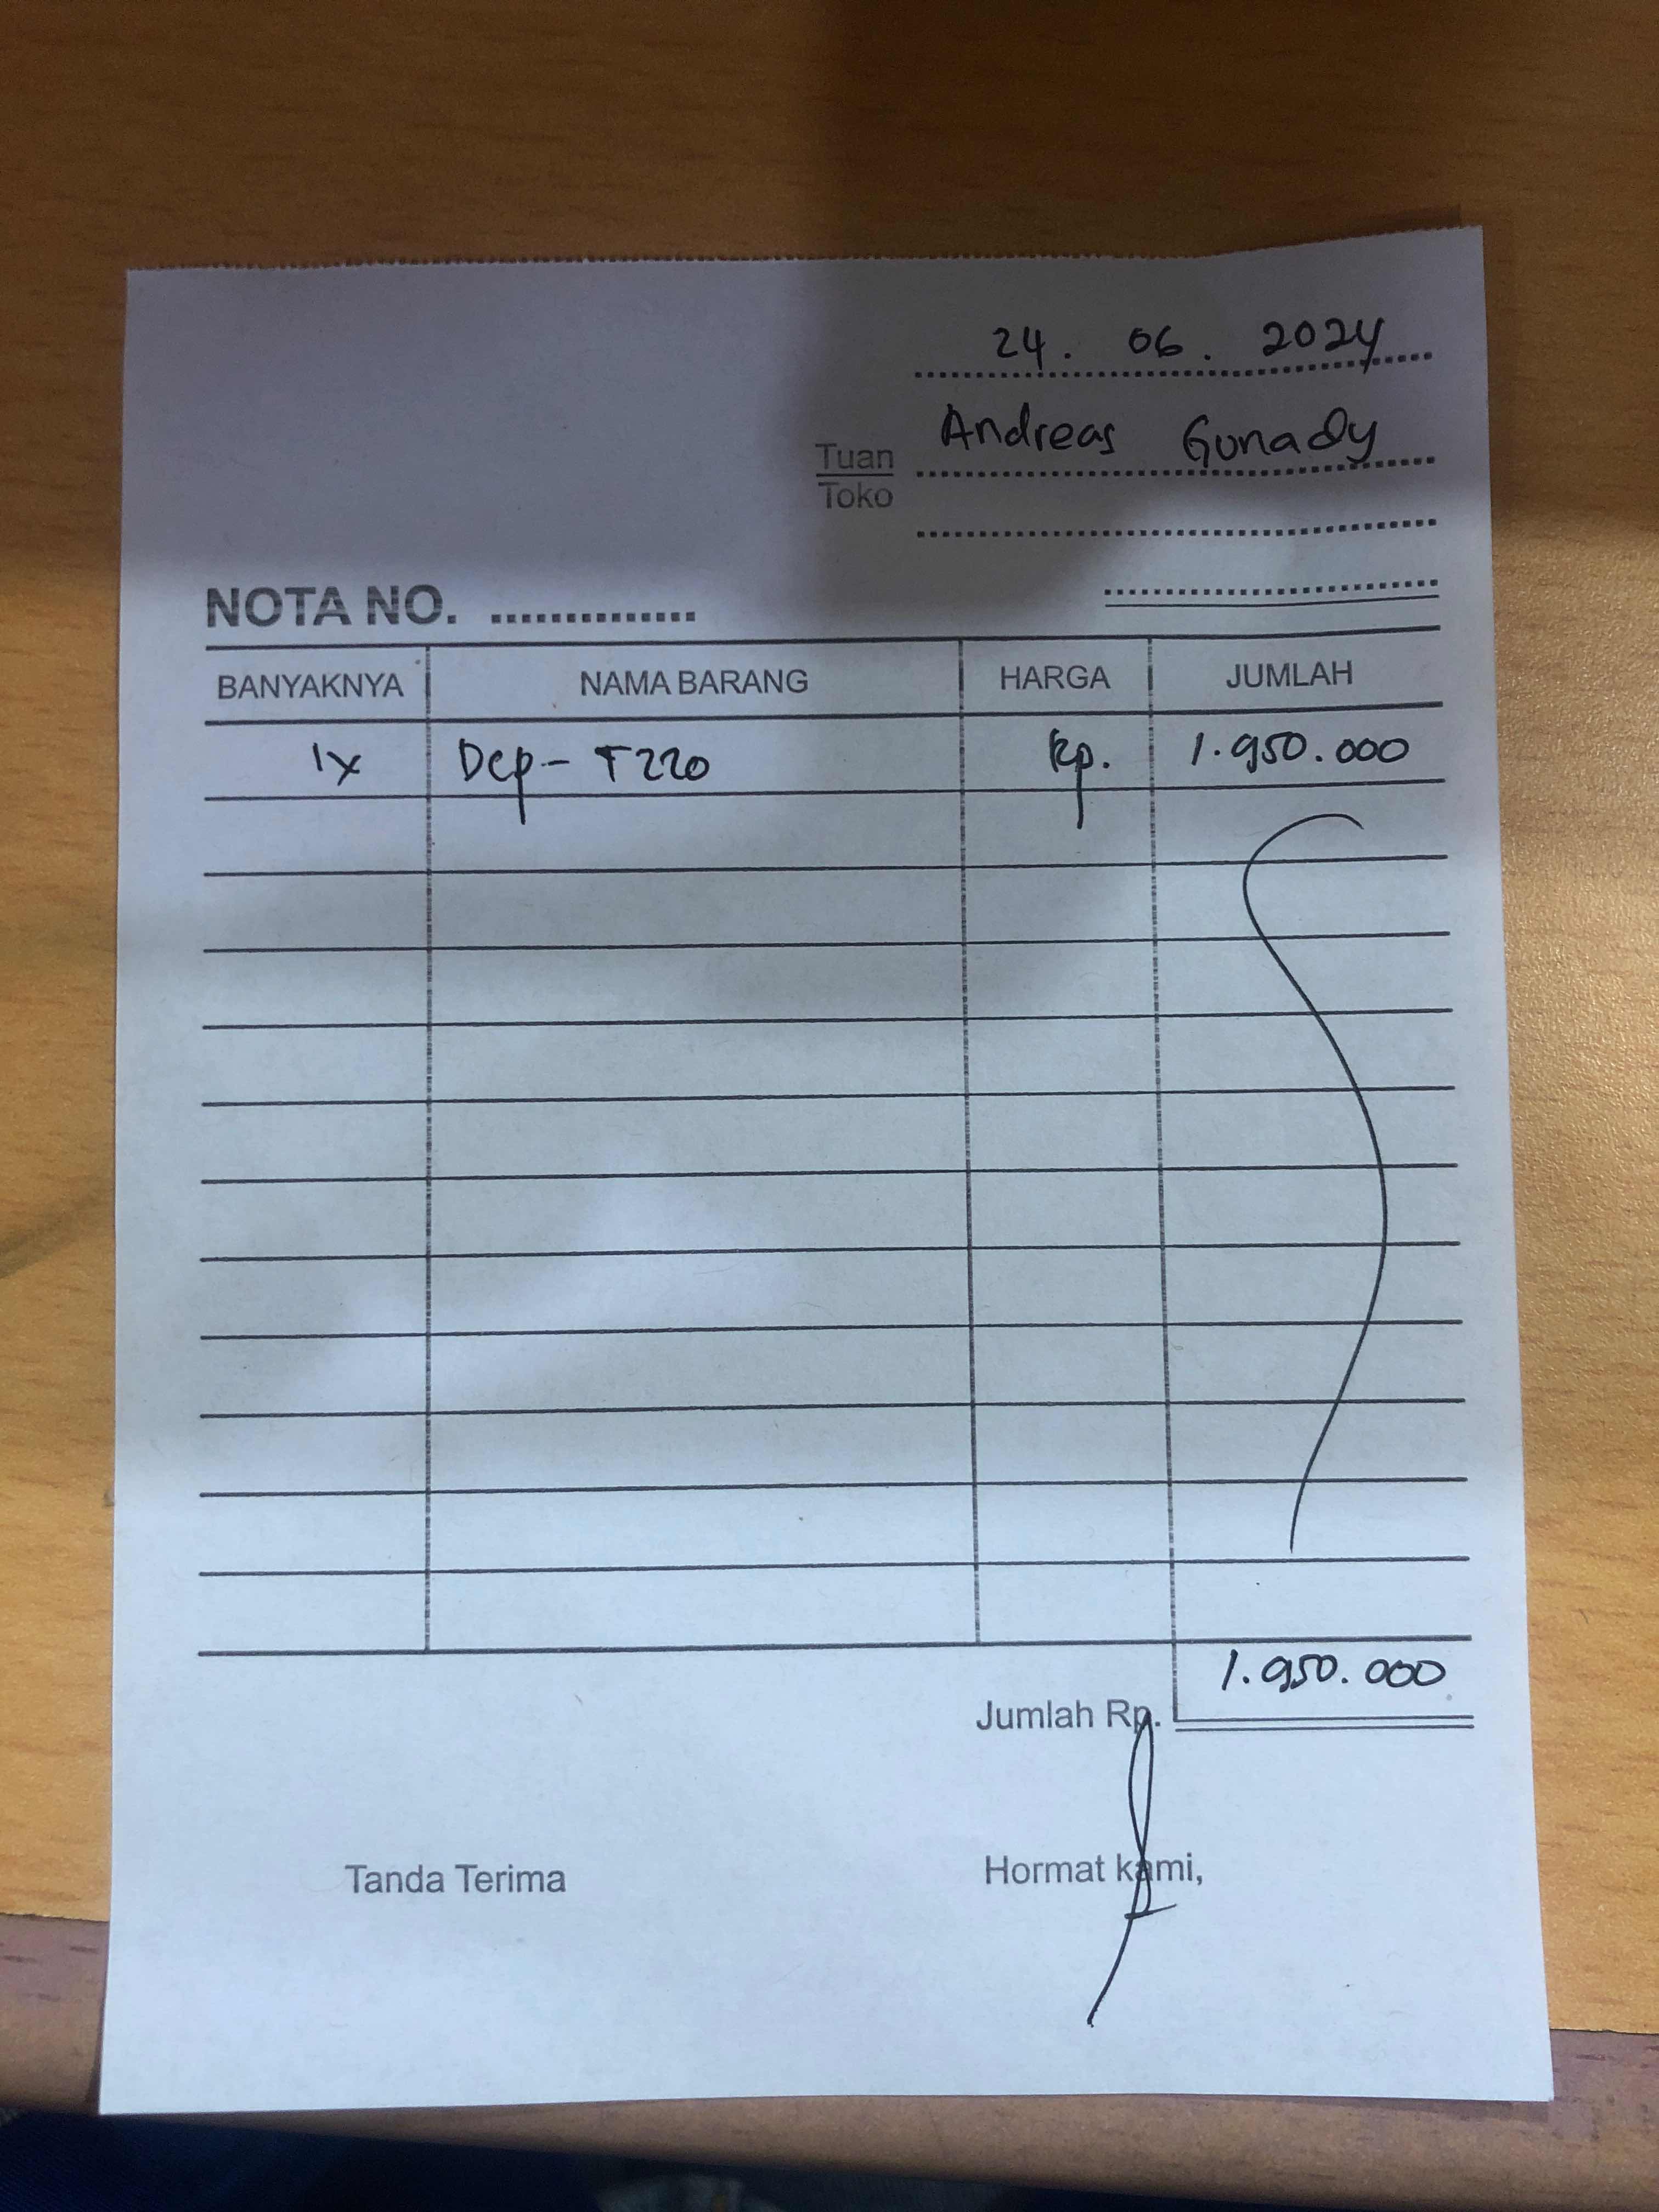 24. 06. 2024
Tuan Andreas Gunady
Toko
NOTA NO. ..............
BANYAKNYA NAMA BARANG HARGA JUMLAH
1x Dcp - T220 Rp. 1.950.000
1.950.000
Jumlah Rp.
Tanda Terima Hormat kami,